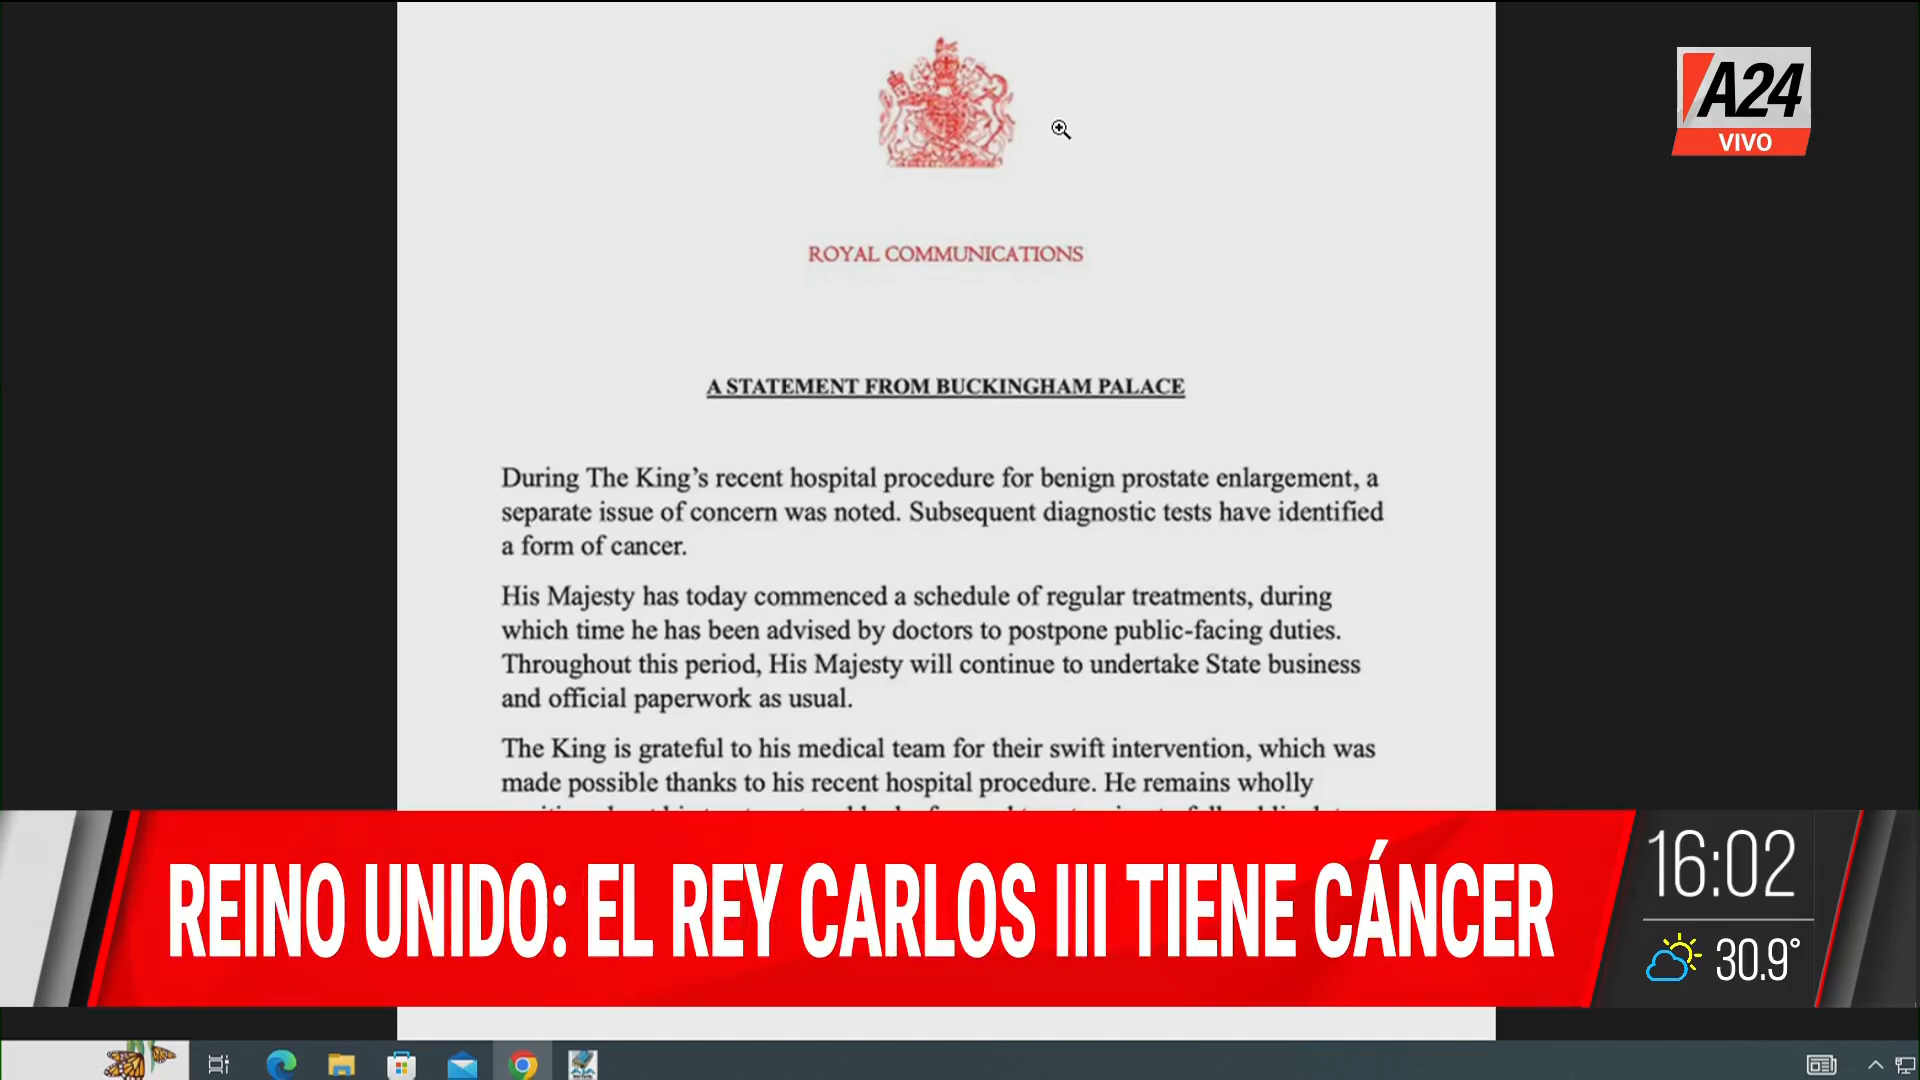 A24
VIVO
ROYAL COMMUNICATIONS
A STATEMENT FROM BUCKINGHAM PALACE
During The King’s recent hospital procedure for benign prostate enlargement, a
separate issue of concern was noted. Subsequent diagnostic tests have identified
a form of cancer.
His Majesty has today commenced a schedule of regular treatments, during
which time he has been advised by doctors to postpone public-facing duties.
Throughout this period, His Majesty will continue to undertake State business
and official paperwork as usual.
The King is grateful to his medical team for their swift intervention, which was
made possible thanks to his recent hospital procedure. He remains wholly
REINO UNIDO: EL REY CARLOS III TIENE CÁNCER
16:02
30.9°